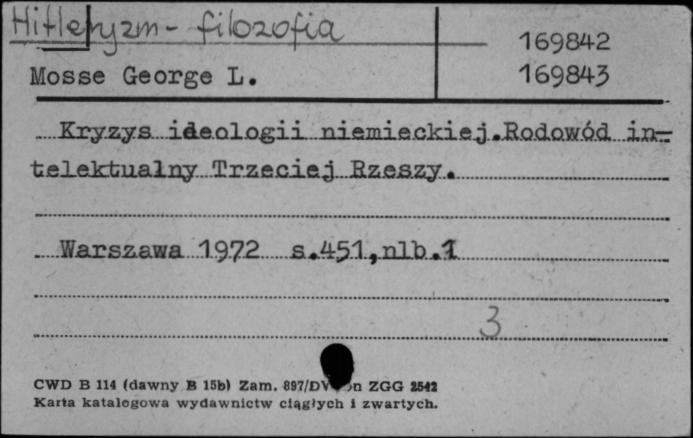 Hitleryzm - filozofia
169842
Mosse George L.
169843
Kryzys ideologii niemieckiej.Rodowód in=
telektualny Trzeciej Rzeszy.
Warszawa 1972 s.451,nlb.1
3
CWD B 114 (dawny B 15b) Zam. 897/DV ZGG 2542
Karta katalogowa wydawnictw ciągłych i zwartych.